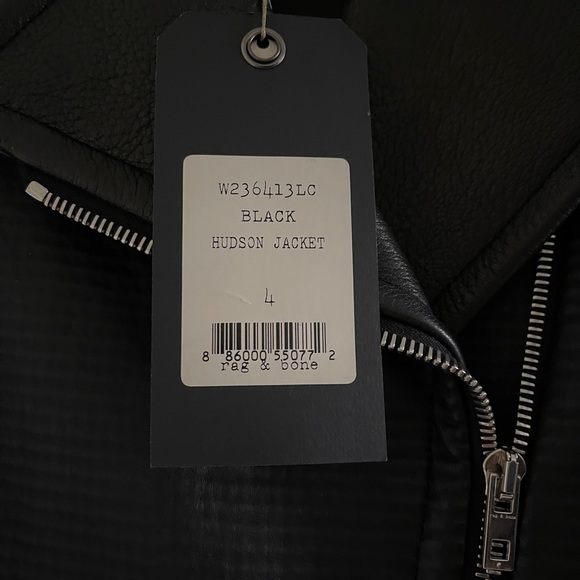 W236413LC
BLACK
HUDSON JACKET
4
8 86000 55077 2
rag & bone